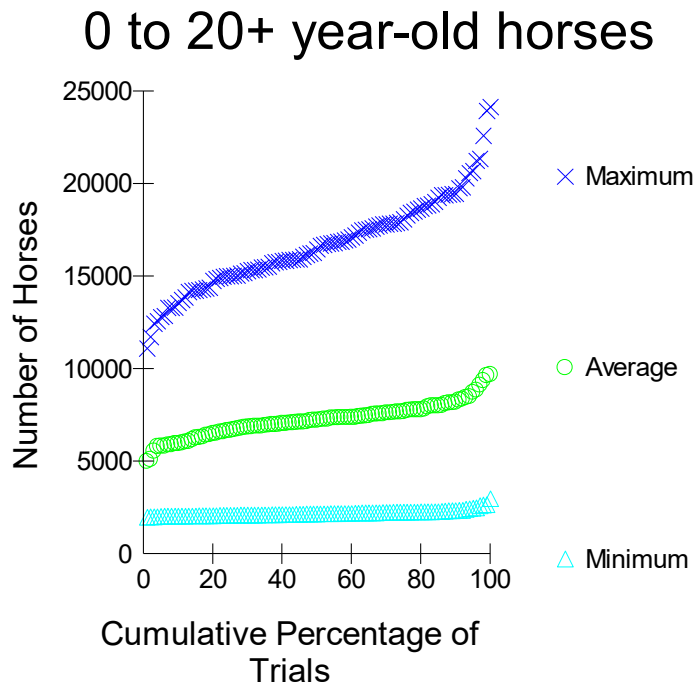 0 to 20+ year-old horses
25000
20000
15000
10000
5000
0
0 20 40 60 80 100
Number of Horses
Cumulative Percentage of
Trials
Maximum
Average
Minimum